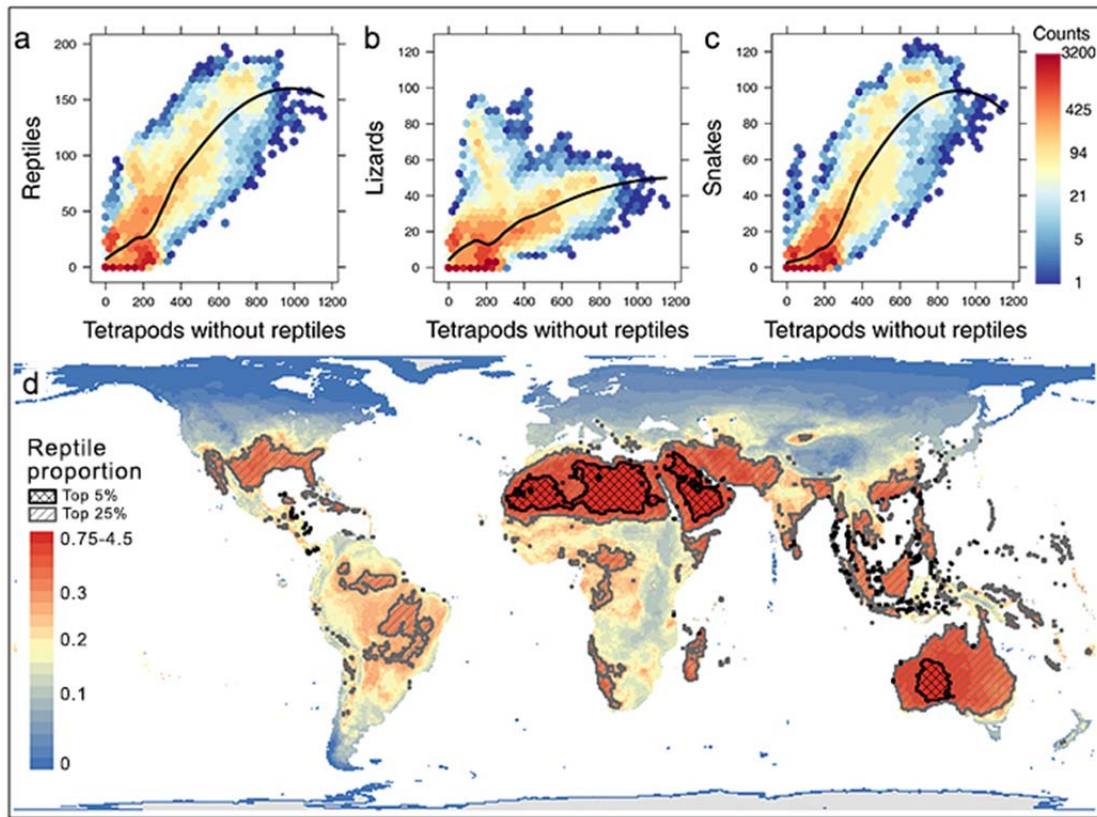 a
b
c
Counts
200
150
100
50
0
Reptiles
0 200 400 600 800 1000 1200
Tetrapods without reptiles
120
100
80
60
40
20
0
Lizards
0 200 400 600 800 1000 1200
Tetrapods without reptiles
120
100
80
60
40
20
0
Snakes
0 200 400 600 800 1000 1200
Tetrapods without reptiles
3200
425
94
21
5
1
d
Reptile
proportion
Top 5%
Top 25%
0.75-4.5
0.3
0.2
0.1
0